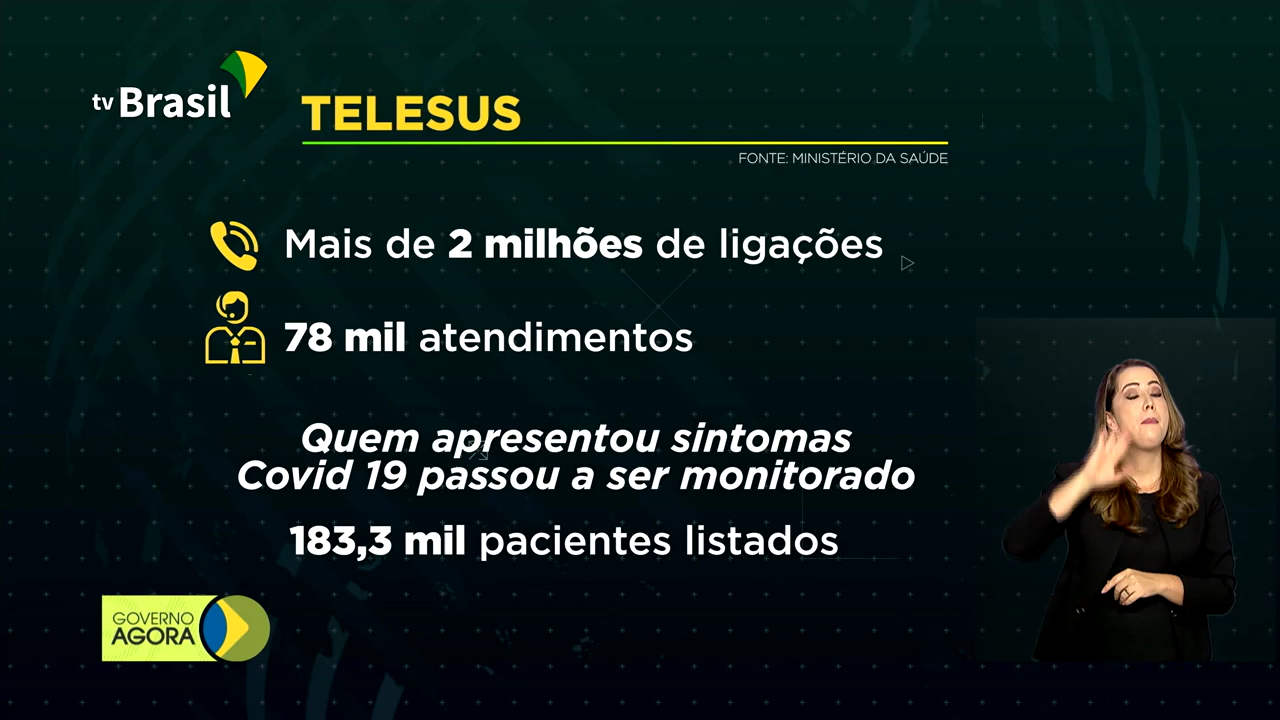 tv Brasil
TELESUS
FONTE: MINISTÉRIO DA SAÚDE
Mais de 2 milhões de ligações
78 mil atendimentos
Quem apresentou sintomas
Covid 19 passou a ser monitorado
183,3 mil pacientes listados
GOVERNO
AGORA